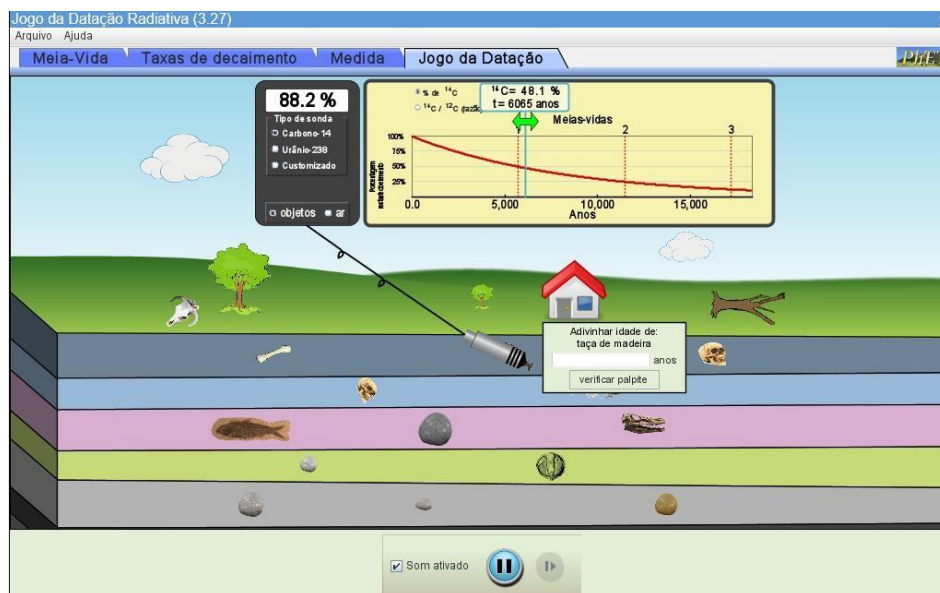 Jogo da Datação Radiativa (3.27)
Arquivo Ajuda
Meia-Vida Taxas de decaimento Medida Jogo da Datação
PhET
88.2 %
Tipo de sonda
Carbono-14
Urânio-238
Customizado
objetos ar
% de ¹⁴C
¹⁴C / ¹²C (razão)
¹⁴C= 48.1 %
t= 6065 anos
Meias-vidas
2 3
100%
75%
50%
25%
0.0 5,000 10,000 15,000
Anos
Adivinhar idade de:
taça de madeira
anos
verificar palpite
Som ativado